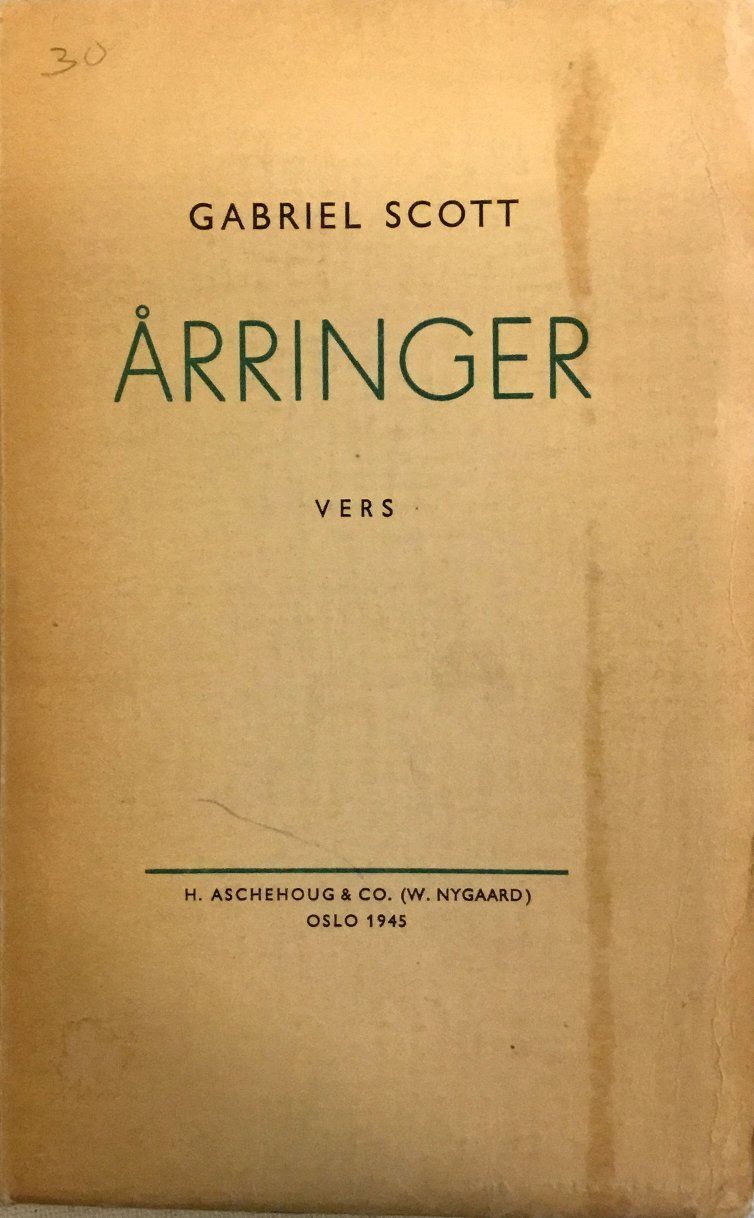 30
GABRIEL SCOTT
ÅRRINGER
VERS
H. ASCHEHOUG & CO. (W. NYGAARD)
OSLO 1945